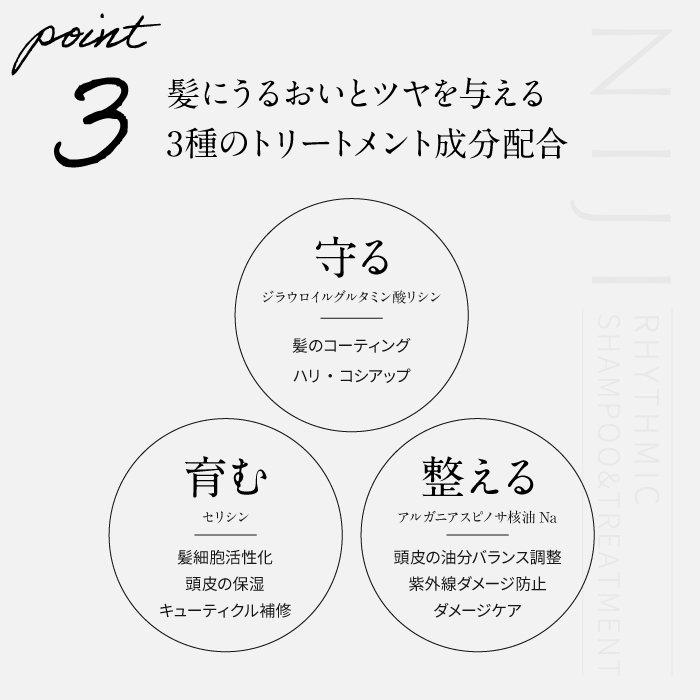 point
3
髪にうるおいとツヤを与える
3種のトリートメント成分配合
守る
ジラウロイルグルタミン酸リシン
髪のコーティング
ハリ・コシアップ
育む
セリシン
髪細胞活性化
頭皮の保湿
キューティクル補修
整える
アルガニアスピノサ核油 Na
頭皮の油分バランス調整
紫外線ダメージ防止
ダメージケア
NIJI
RHYTHMIC
SHAMPOO&TREATMENT